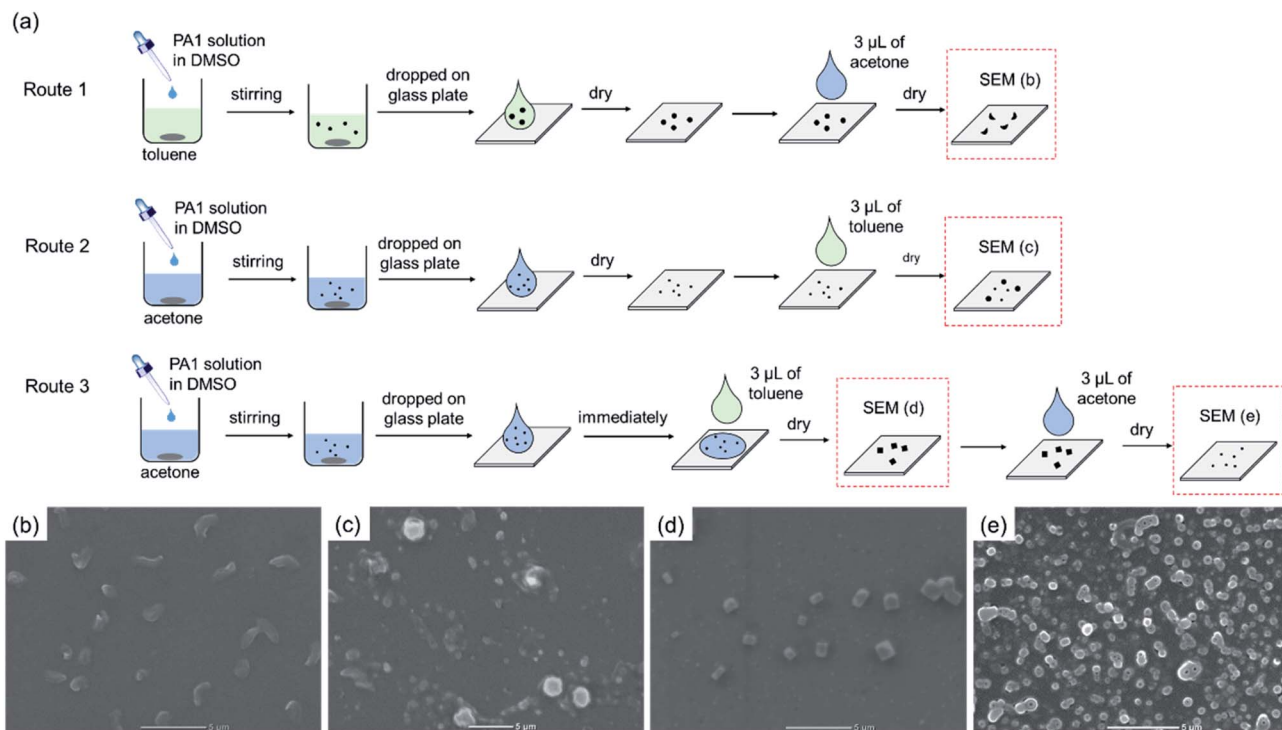 (a)
PA1 solution
in DMSO
3 µL of
acetone
Route 1
stirring
dropped on
glass plate
dry
dry
SEM (b)
toluene
PA1 solution
in DMSO
3 µL of
toluene
Route 2
stirring
dropped on
glass plate
dry
dry
SEM (c)
acetone
PA1 solution
in DMSO
3 µL of
toluene
3 µL of
acetone
Route 3
stirring
dropped on
glass plate
immediately
dry
SEM (d)
dry
SEM (e)
acetone
(b)
(c)
(d)
(e)
5 µm
5 µm
5 µm
5 µm